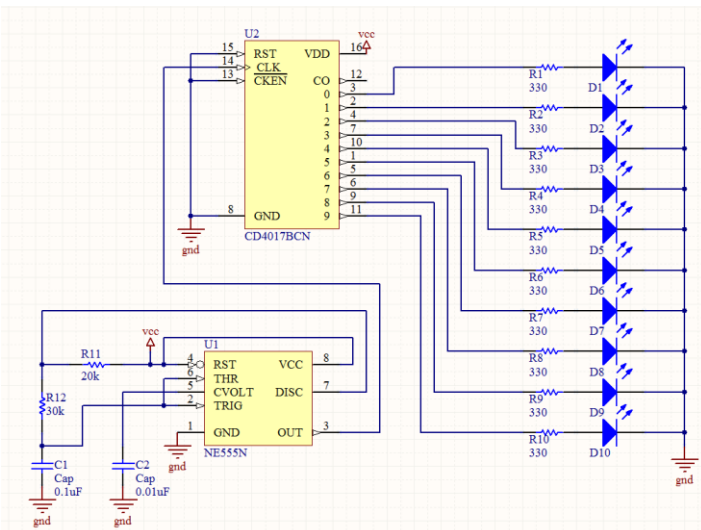 U2
vcc
15 RST VDD 16
14 CLK
13 CKEN CO 12
0 3
1 2
2 4
3 7
4 10
5 1
6 5
7 6
8 9
8 GND 9 11
CD4017BCN
gnd
R1
330
D1
R2
330
D2
R3
330
D3
R4
330
D4
R5
330
D5
R6
330
D6
R7
330
D7
R8
330
D8
R9
330
D9
R10
330
D10
gnd
vcc
R11
20k
R12
30k
U1
4 RST VCC 8
6 THR
5 CVOLT DISC 7
2 TRIG
1 GND OUT 3
NE555N
gnd
C1
Cap
0.1uF
gnd
C2
Cap
0.01uF
gnd